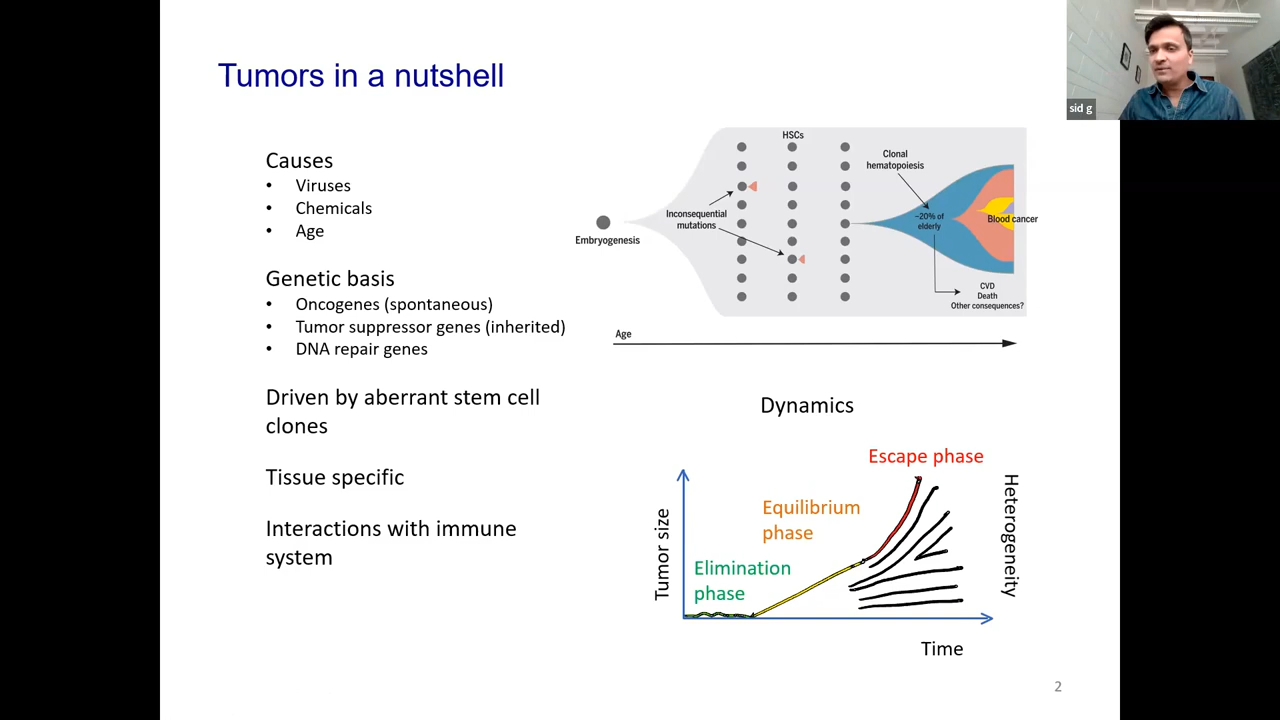 Tumors in a nutshell
sid g
Causes
• Viruses
• Chemicals
• Age
Genetic basis
• Oncogenes (spontaneous)
• Tumor suppressor genes (inherited)
• DNA repair genes
Driven by aberrant stem cell
clones
Tissue specific
Interactions with immune
system
HSCs
Clonal
hematopoiesis
Inconsequential
mutations
~20% of
elderly
Blood cancer
Embryogenesis
CVD
Death
Other consequences?
Age
Dynamics
Escape phase
Equilibrium
phase
Elimination
phase
Tumor size
Heterogeneity
Time
2